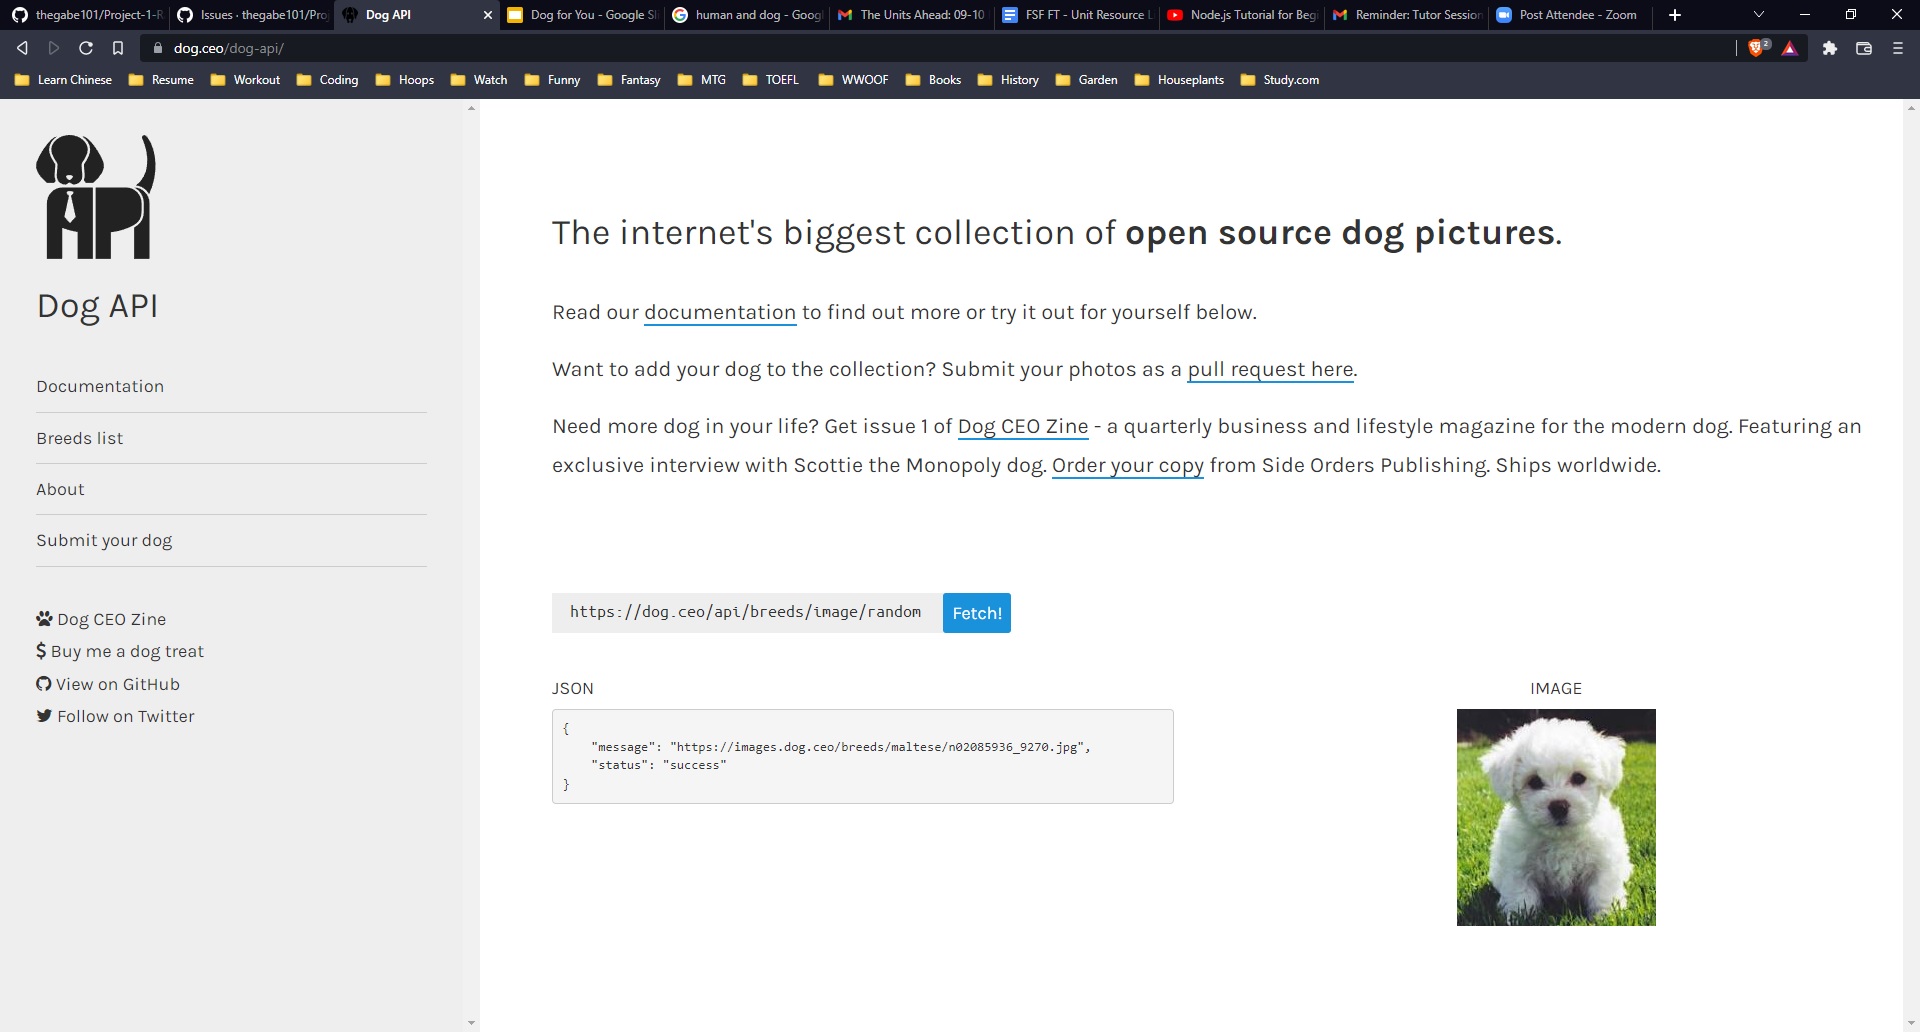 thegabe101/Project-1-R
Issues · thegabe101/Proj
Dog API
Dog for You - Google Sl
human and dog - Googl
The Units Ahead: 09-10
FSF FT - Unit Resource L
Node.js Tutorial for Begi
Reminder: Tutor Session
Post Attendee - Zoom
dog.ceo/dog-api/
2
Learn Chinese
Resume
Workout
Coding
Hoops
Watch
Funny
Fantasy
MTG
TOEFL
WWOOF
Books
History
Garden
Houseplants
Study.com
API
Dog API
Documentation
Breeds list
About
Submit your dog
Dog CEO Zine
$ Buy me a dog treat
View on GitHub
Follow on Twitter
The internet's biggest collection of open source dog pictures.
Read our documentation to find out more or try it out for yourself below.
Want to add your dog to the collection? Submit your photos as a pull request here.
Need more dog in your life? Get issue 1 of Dog CEO Zine - a quarterly business and lifestyle magazine for the modern dog. Featuring an
exclusive interview with Scottie the Monopoly dog. Order your copy from Side Orders Publishing. Ships worldwide.
https://dog.ceo/api/breeds/image/random
Fetch!
JSON
{
"message": "https://images.dog.ceo/breeds/maltese/n02085936_9270.jpg",
"status": "success"
}
IMAGE